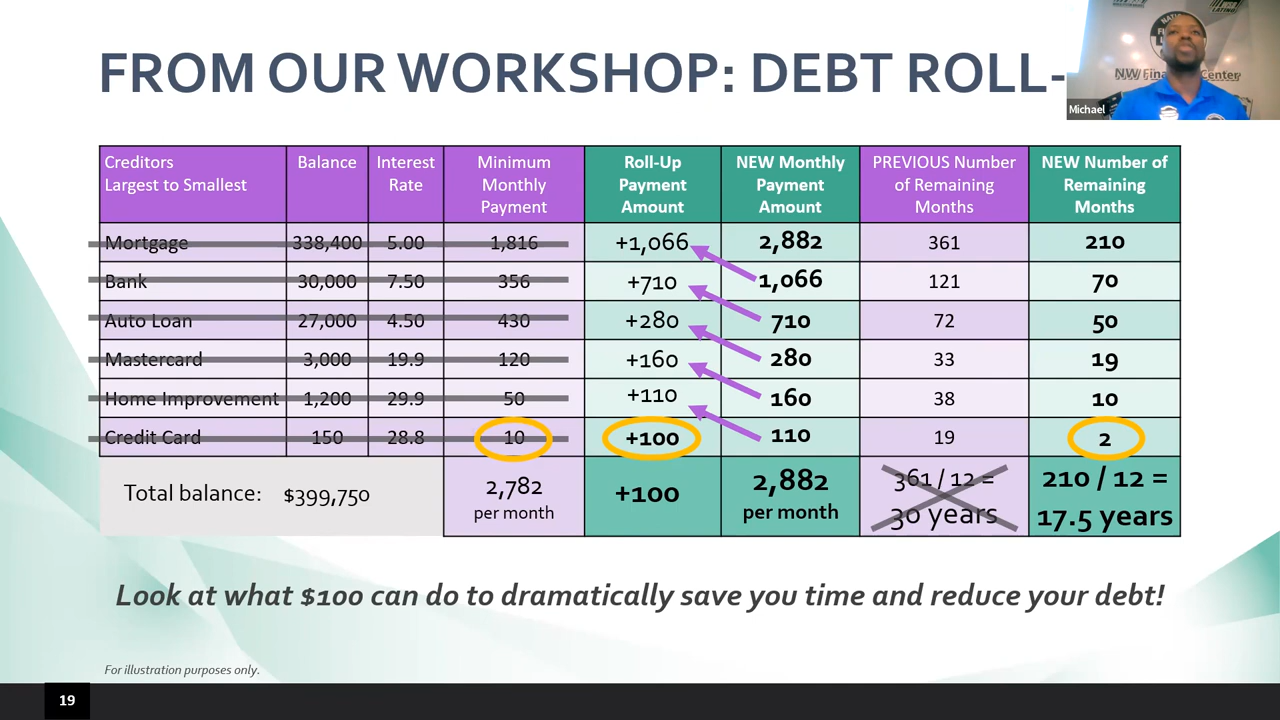 FROM OUR WORKSHOP: DEBT ROLL-
NW Fina Center
Michael
Creditors Largest to Smallest Balance Interest Rate Minimum Monthly Payment Roll-Up Payment Amount NEW Monthly Payment Amount PREVIOUS Number of Remaining Months NEW Number of Remaining Months
Mortgage 338,400 5.00 1,816 +1,066 2,882 361 210
Bank 30,000 7.50 356 +710 1,066 121 70
Auto Loan 27,000 4.50 430 +280 710 72 50
Mastercard 3,000 19.9 120 +160 280 33 19
Home Improvement 1,200 29.9 50 +110 160 38 10
Credit Card 150 28.8 10 +100 110 19 2
Total balance: $399,750 2,782 per month +100 2,882 per month 361 / 12 = 30 years 210 / 12 = 17.5 years
Look at what $100 can do to dramatically save you time and reduce your debt!
For illustration purposes only.
19